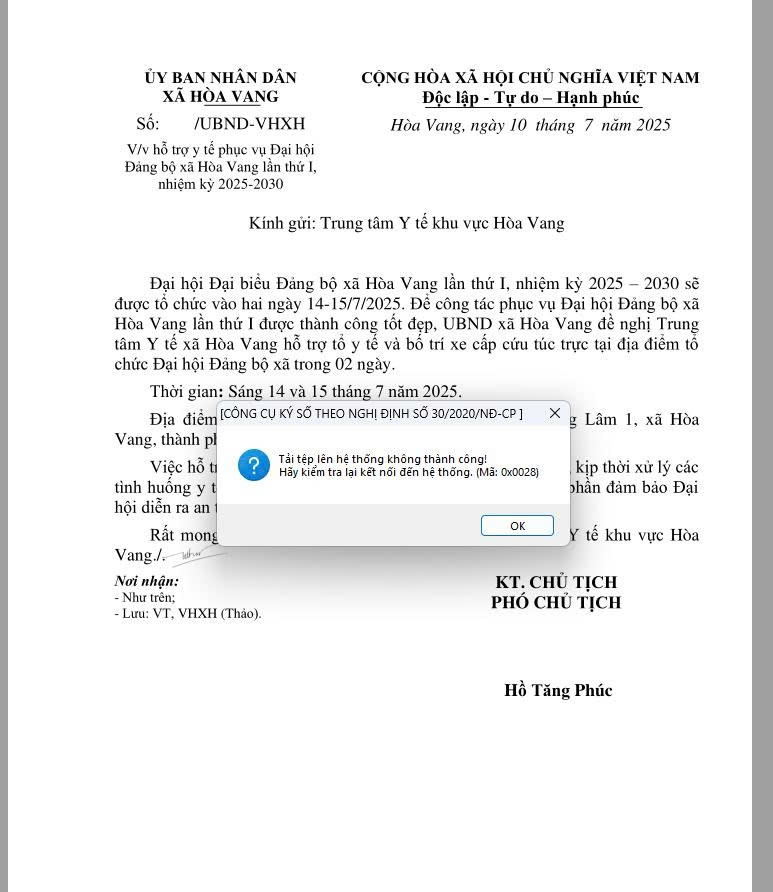 ỦY BAN NHÂN DÂN
XÃ HÒA VANG
Số: /UBND-VHXH
V/v hỗ trợ y tế phục vụ Đại hội
Đảng bộ xã Hòa Vang lần thứ I,
nhiệm kỳ 2025-2030
CỘNG HÒA XÃ HỘI CHỦ NGHĨA VIỆT NAM
Độc lập - Tự do – Hạnh phúc
Hòa Vang, ngày 10 tháng 7 năm 2025
Kính gửi: Trung tâm Y tế khu vực Hòa Vang
Đại hội Đại biểu Đảng bộ xã Hòa Vang lần thứ I, nhiệm kỳ 2025 – 2030 sẽ
được tổ chức vào hai ngày 14-15/7/2025. Để công tác phục vụ Đại hội Đảng bộ xã
Hòa Vang lần thứ I được thành công tốt đẹp, UBND xã Hòa Vang đề nghị Trung
tâm Y tế xã Hòa Vang hỗ trợ tổ y tế và bố trí xe cấp cứu túc trực tại địa điểm tổ
chức Đại hội Đảng bộ xã trong 02 ngày.
Thời gian: Sáng 14 và 15 tháng 7 năm 2025.
Địa điểm Lâm 1, xã Hòa
Vang, thành
Việc hỗ kịp thời xử lý các
tình huống y phần đảm bảo Đại
hội diễn ra an
Rất mong Y tế khu vực Hòa
Vang./.
[CÔNG CỤ KÝ SỐ THEO NGHỊ ĐỊNH SỐ 30/2020/NĐ-CP ]
Tải tệp lên hệ thống không thành công!
Hãy kiểm tra lại kết nối đến hệ thống. (Mã: 0x0028)
OK
Nơi nhận:
- Như trên;
- Lưu: VT, VHXH (Thảo).
KT. CHỦ TỊCH
PHÓ CHỦ TỊCH
Hồ Tăng Phúc